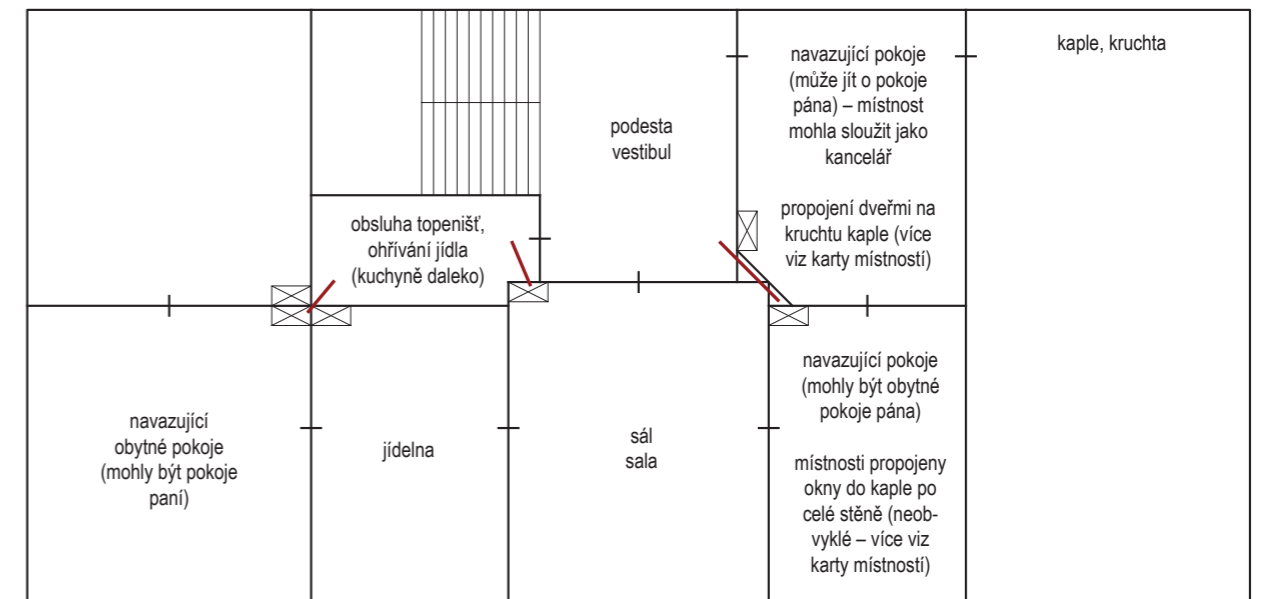 kaple, kruchta
navazující pokoje
(může jít o pokoje
pána) – místnost
mohla sloužit jako
kancelář
propojení dveřmi na
kruchtu kaple (více
viz karty místností)
podesta
vestibul
obsluha topenišť,
ohřívání jídla
(kuchyně daleko)
navazující
obytné pokoje
(mohly být pokoje
paní)
jídelna
sál
sala
navazující pokoje
(mohly být obytné
pokoje pána)
místnosti propojeny
okny do kaple po
celé stěně (neob-
vyklé – více viz
karty místností)